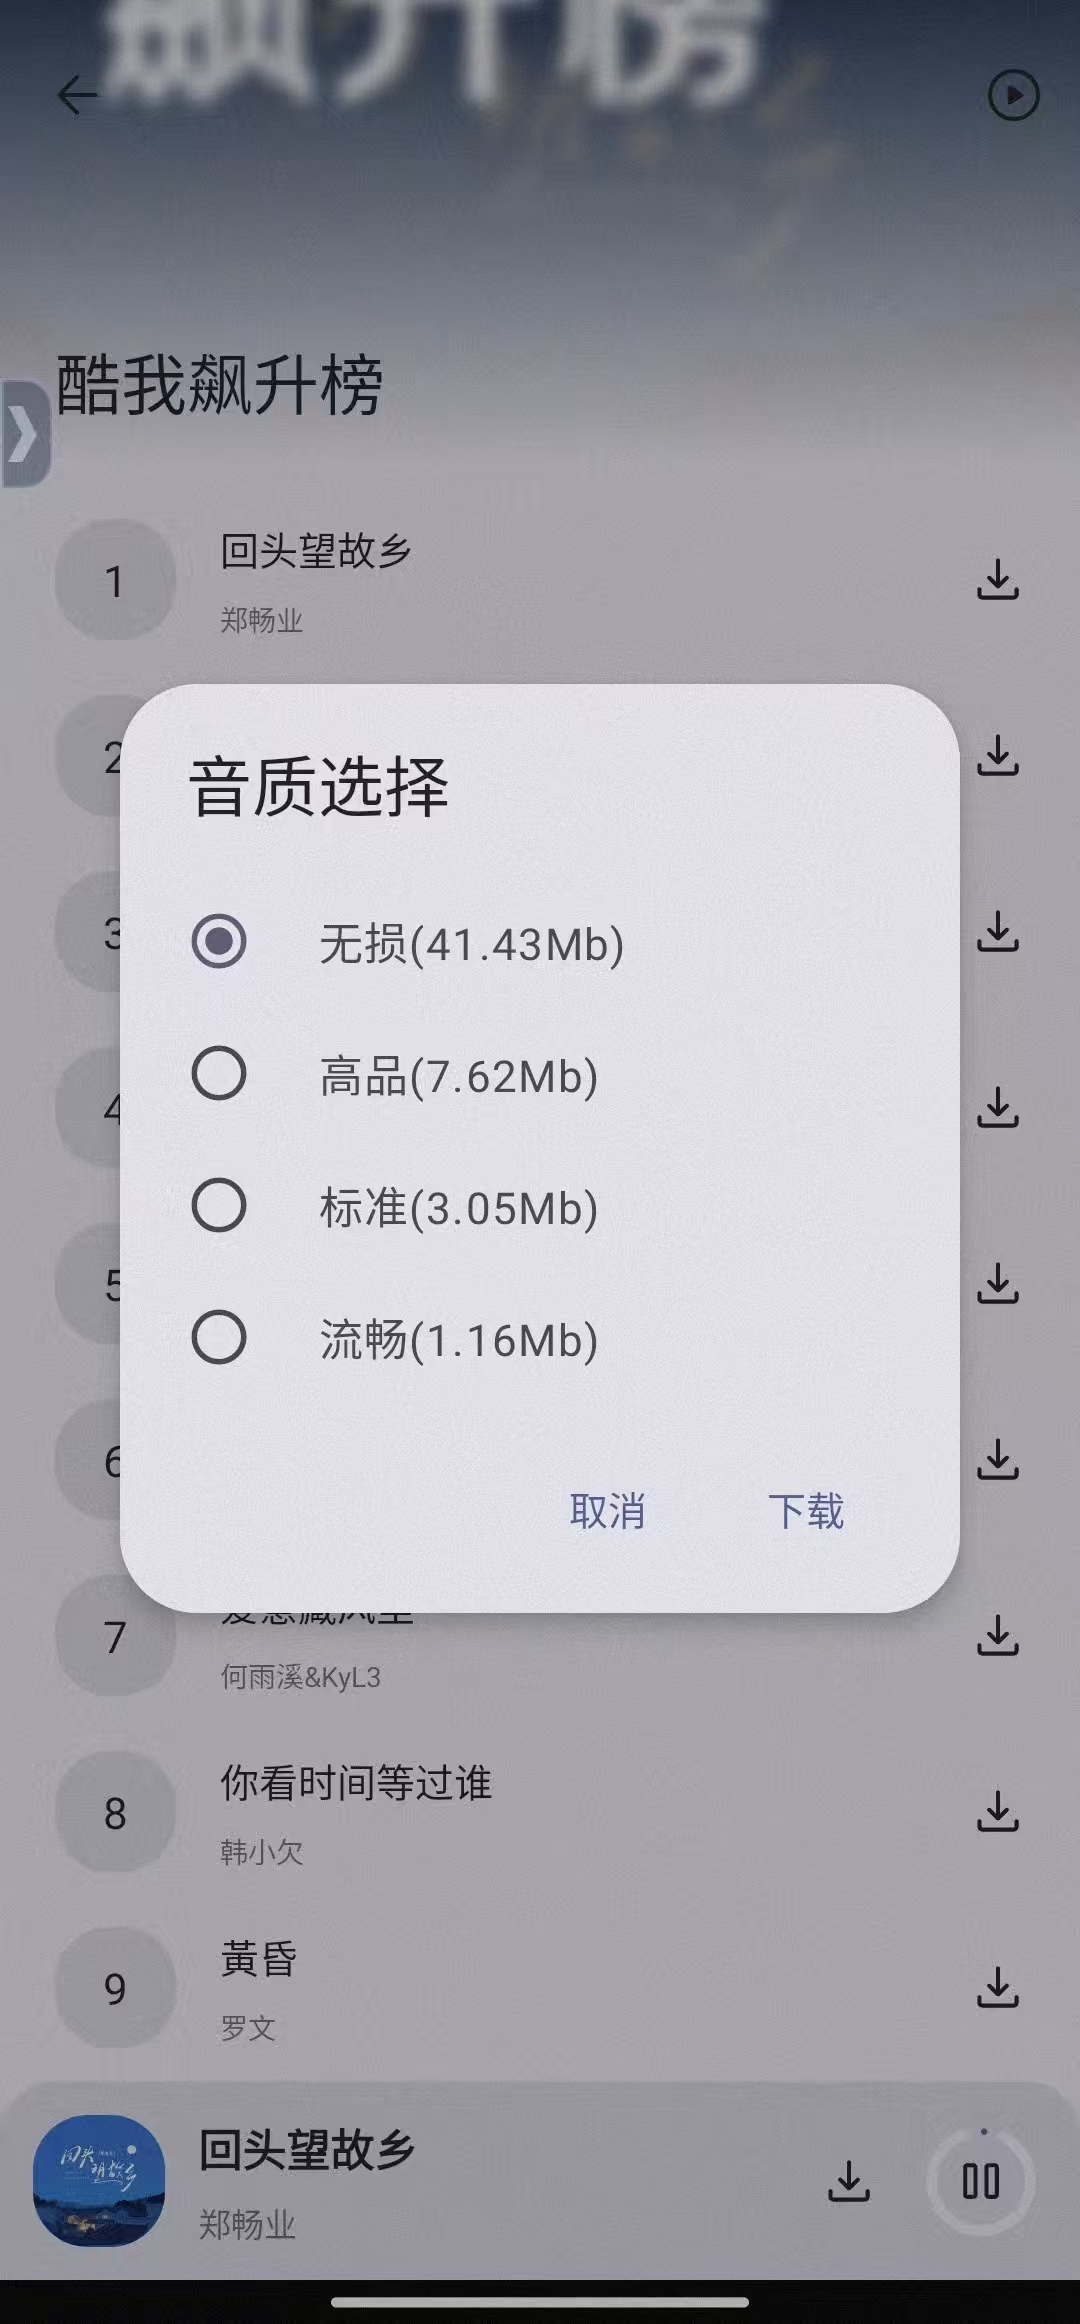 飙升榜
酷我飙升榜
1
回头望故乡
郑畅业
2
音质选择
3
无损(41.43Mb)
高品(7.62Mb)
4
标准(3.05Mb)
5
流畅(1.16Mb)
6
取消
下载
7
何雨溪&KyL3
8
你看时间等过谁
韩小欠
9
黃昏
罗文
回头望故乡
郑畅业